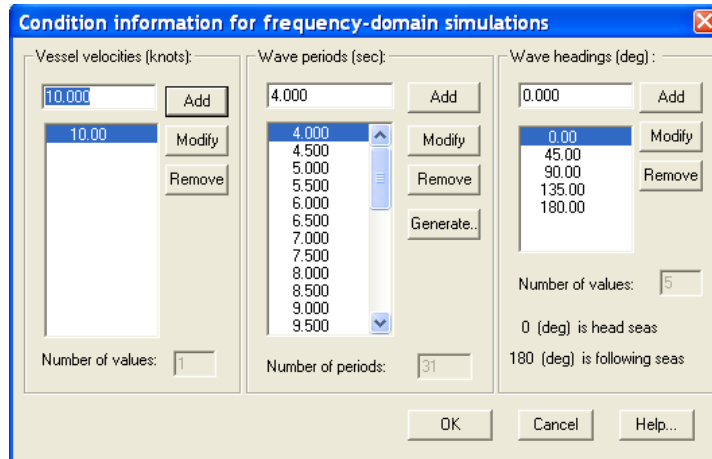 Condition information for frequency-domain simulations
Vessel velocities (knots):
10.000
Add
10.00
Modify
Remove
Number of values:
1
Wave periods (sec):
4.000
Add
4.000
4.500
5.000
5.500
6.000
6.500
7.000
7.500
8.000
8.500
9.000
9.500
Modify
Remove
Generate..
Number of periods:
31
Wave headings (deg) :
0.000
Add
0.00
45.00
90.00
135.00
180.00
Modify
Remove
Number of values:
5
0 (deg) is head seas
180 (deg) is following seas
OK
Cancel
Help...